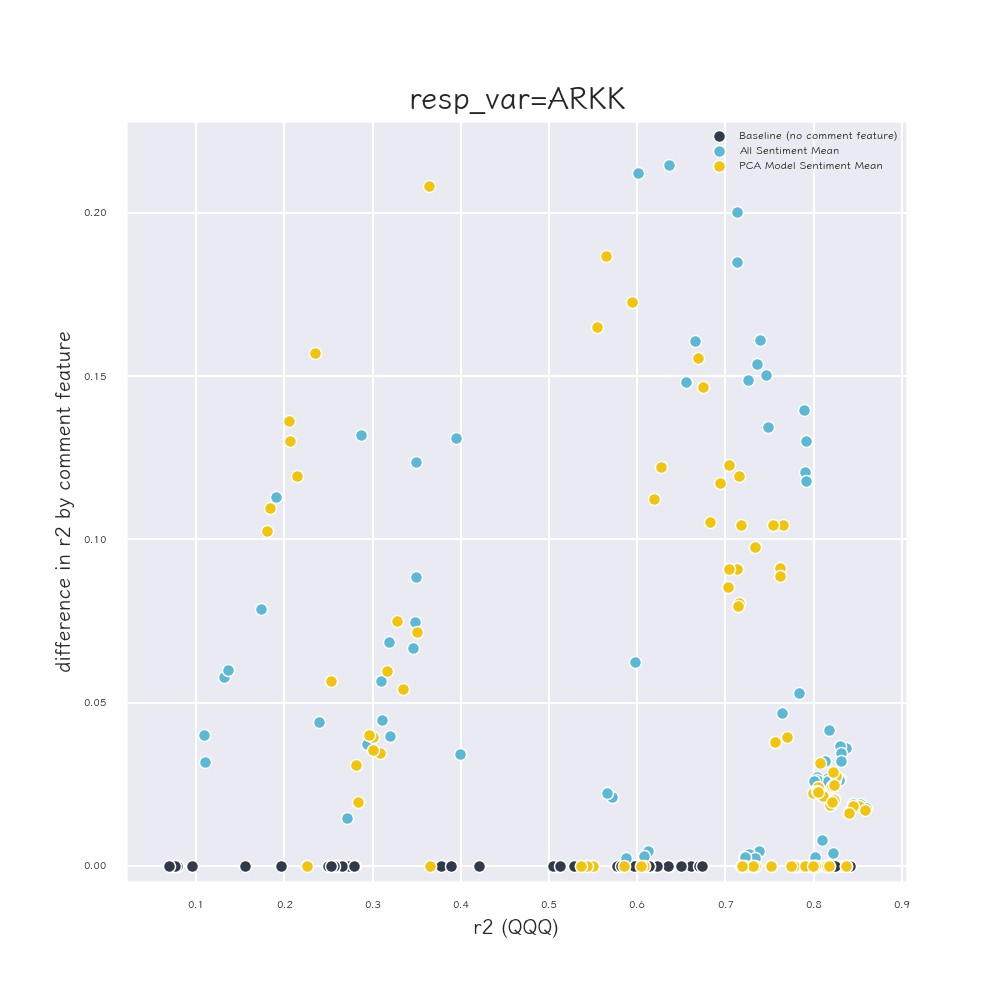 resp_var=ARKK
Baseline (no comment feature)
All Sentiment Mean
PCA Model Sentiment Mean
difference in r2 by comment feature
0.20
0.15
0.10
0.05
0.00
0.1 0.2 0.3 0.4 0.5 0.6 0.7 0.8 0.9
r2 (QQQ)